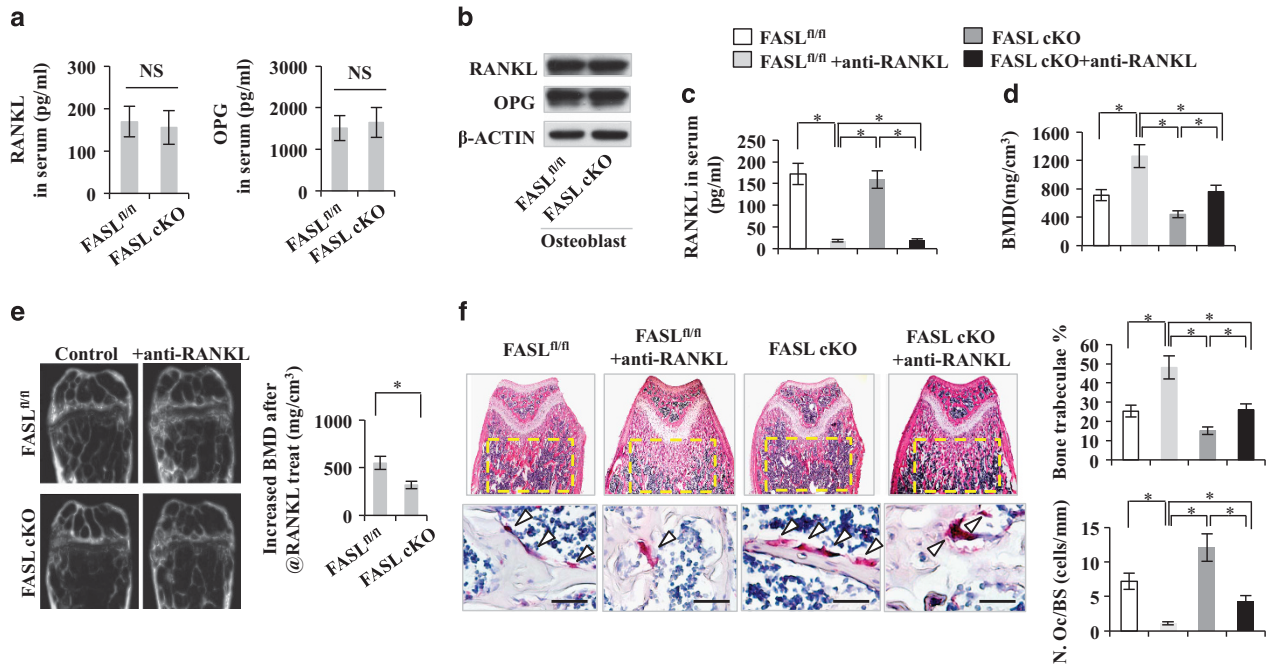 a
RANKL
in serum (pg/ml)
300
200
100
0
NS
FASLfl/fl
FASL cKO
OPG
in serum (pg/ml)
3000
2000
1000
0
NS
FASLfl/fl
FASL cKO
b
RANKL
OPG
β-ACTIN
FASLfl/fl
FASL cKO
Osteoblast
FASLfl/fl
FASL cKO
FASLfl/fl +anti-RANKL
FASL cKO+anti-RANKL
c
RANKL in serum
(pg/ml)
250
200
150
100
50
0
*
*
*
*
d
BMD(mg/cm3)
1600
1200
800
400
0
*
*
*
*
e
Control
+anti-RANKL
FASLfl/fl
FASL cKO
Increased BMD after
@RANKL treat (mg/cm3)
1000
500
0
*
FASLfl/fl
FASL cKO
f
FASLfl/fl
FASLfl/fl
+anti-RANKL
FASL cKO
FASL cKO
+anti-RANKL
Bone trabeculae %
60
50
40
30
20
10
0
*
*
*
*
N. Oc/BS (cells/mm)
15
10
5
0
*
*
*
*